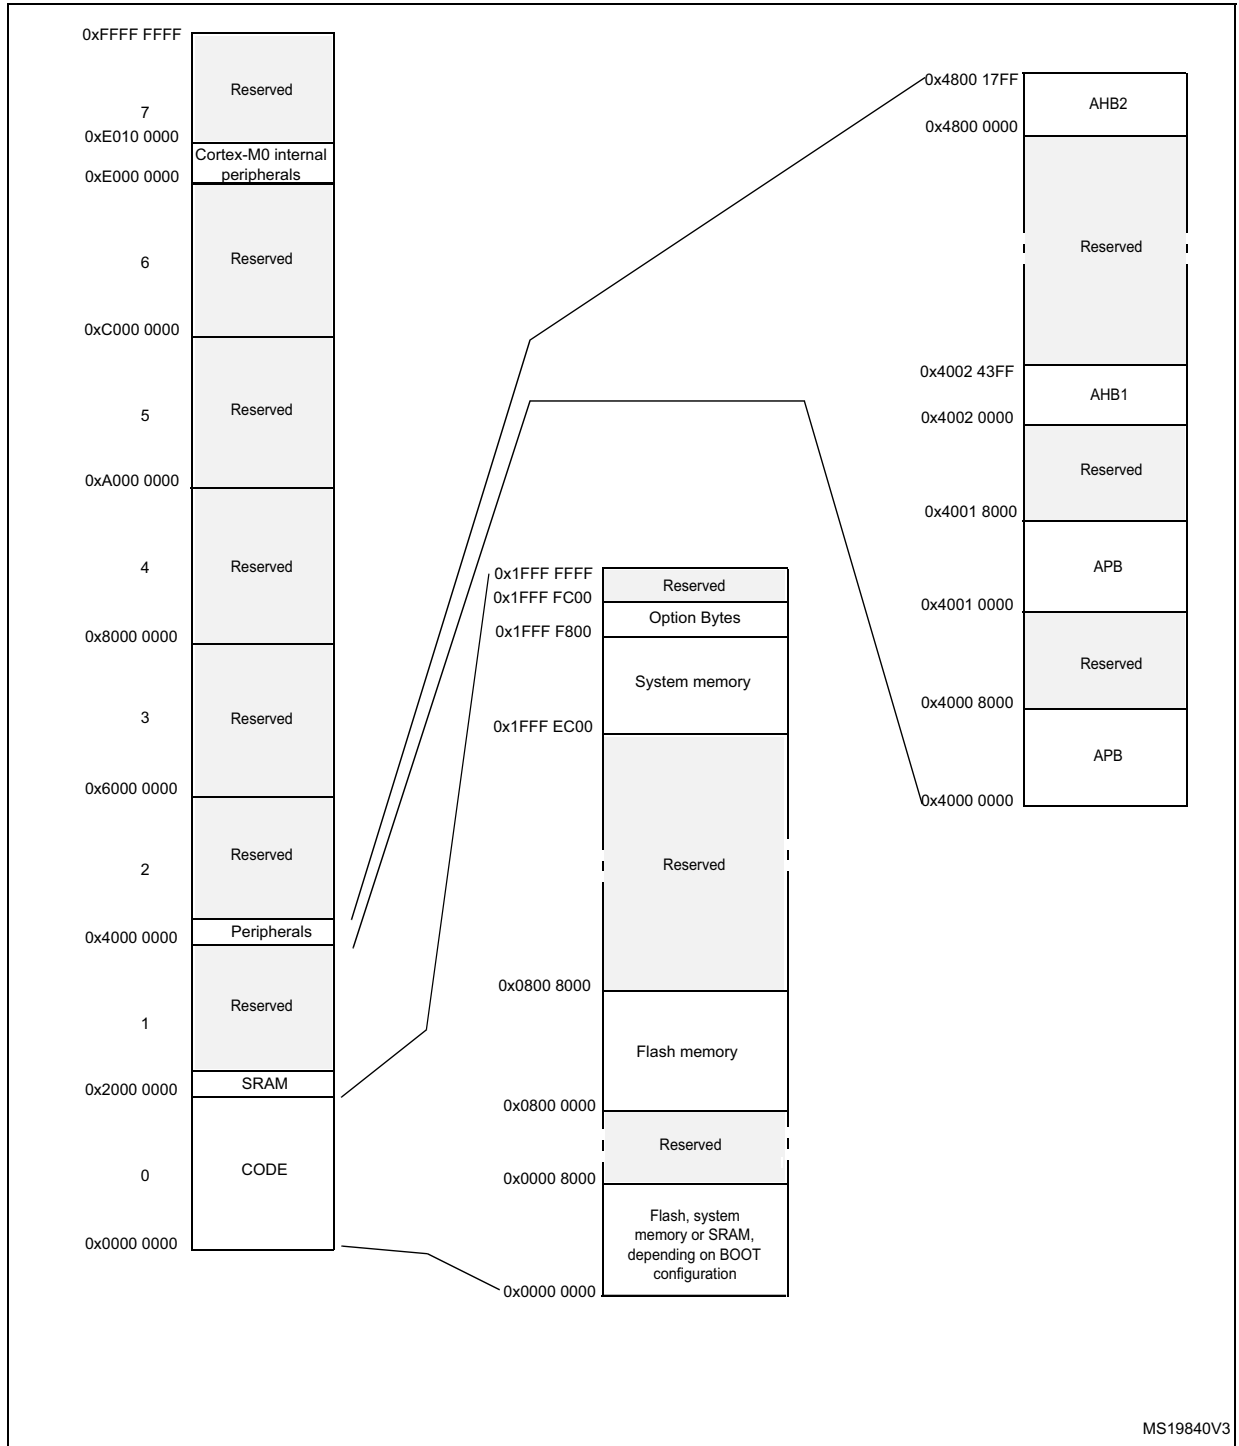 0xFFFF FFFF
Reserved
7
0xE010 0000
Cortex-M0 internal
peripherals
0xE000 0000
6
Reserved
0xC000 0000
5
Reserved
0xA000 0000
4
Reserved
0x8000 0000
3
Reserved
0x6000 0000
2
Reserved
Peripherals
0x4000 0000
Reserved
1
0x2000 0000
SRAM
0
CODE
0x0000 0000
0x1FFF FFFF
Reserved
0x1FFF FC00
Option Bytes
0x1FFF F800
System memory
0x1FFF EC00
Reserved
0x0800 8000
Flash memory
0x0800 0000
Reserved
0x0000 8000
Flash, system
memory or SRAM,
depending on BOOT
configuration
0x0000 0000
0x4800 17FF
AHB2
0x4800 0000
Reserved
0x4002 43FF
AHB1
0x4002 0000
Reserved
0x4001 8000
APB
0x4001 0000
Reserved
0x4000 8000
APB
0x4000 0000
MS19840V3